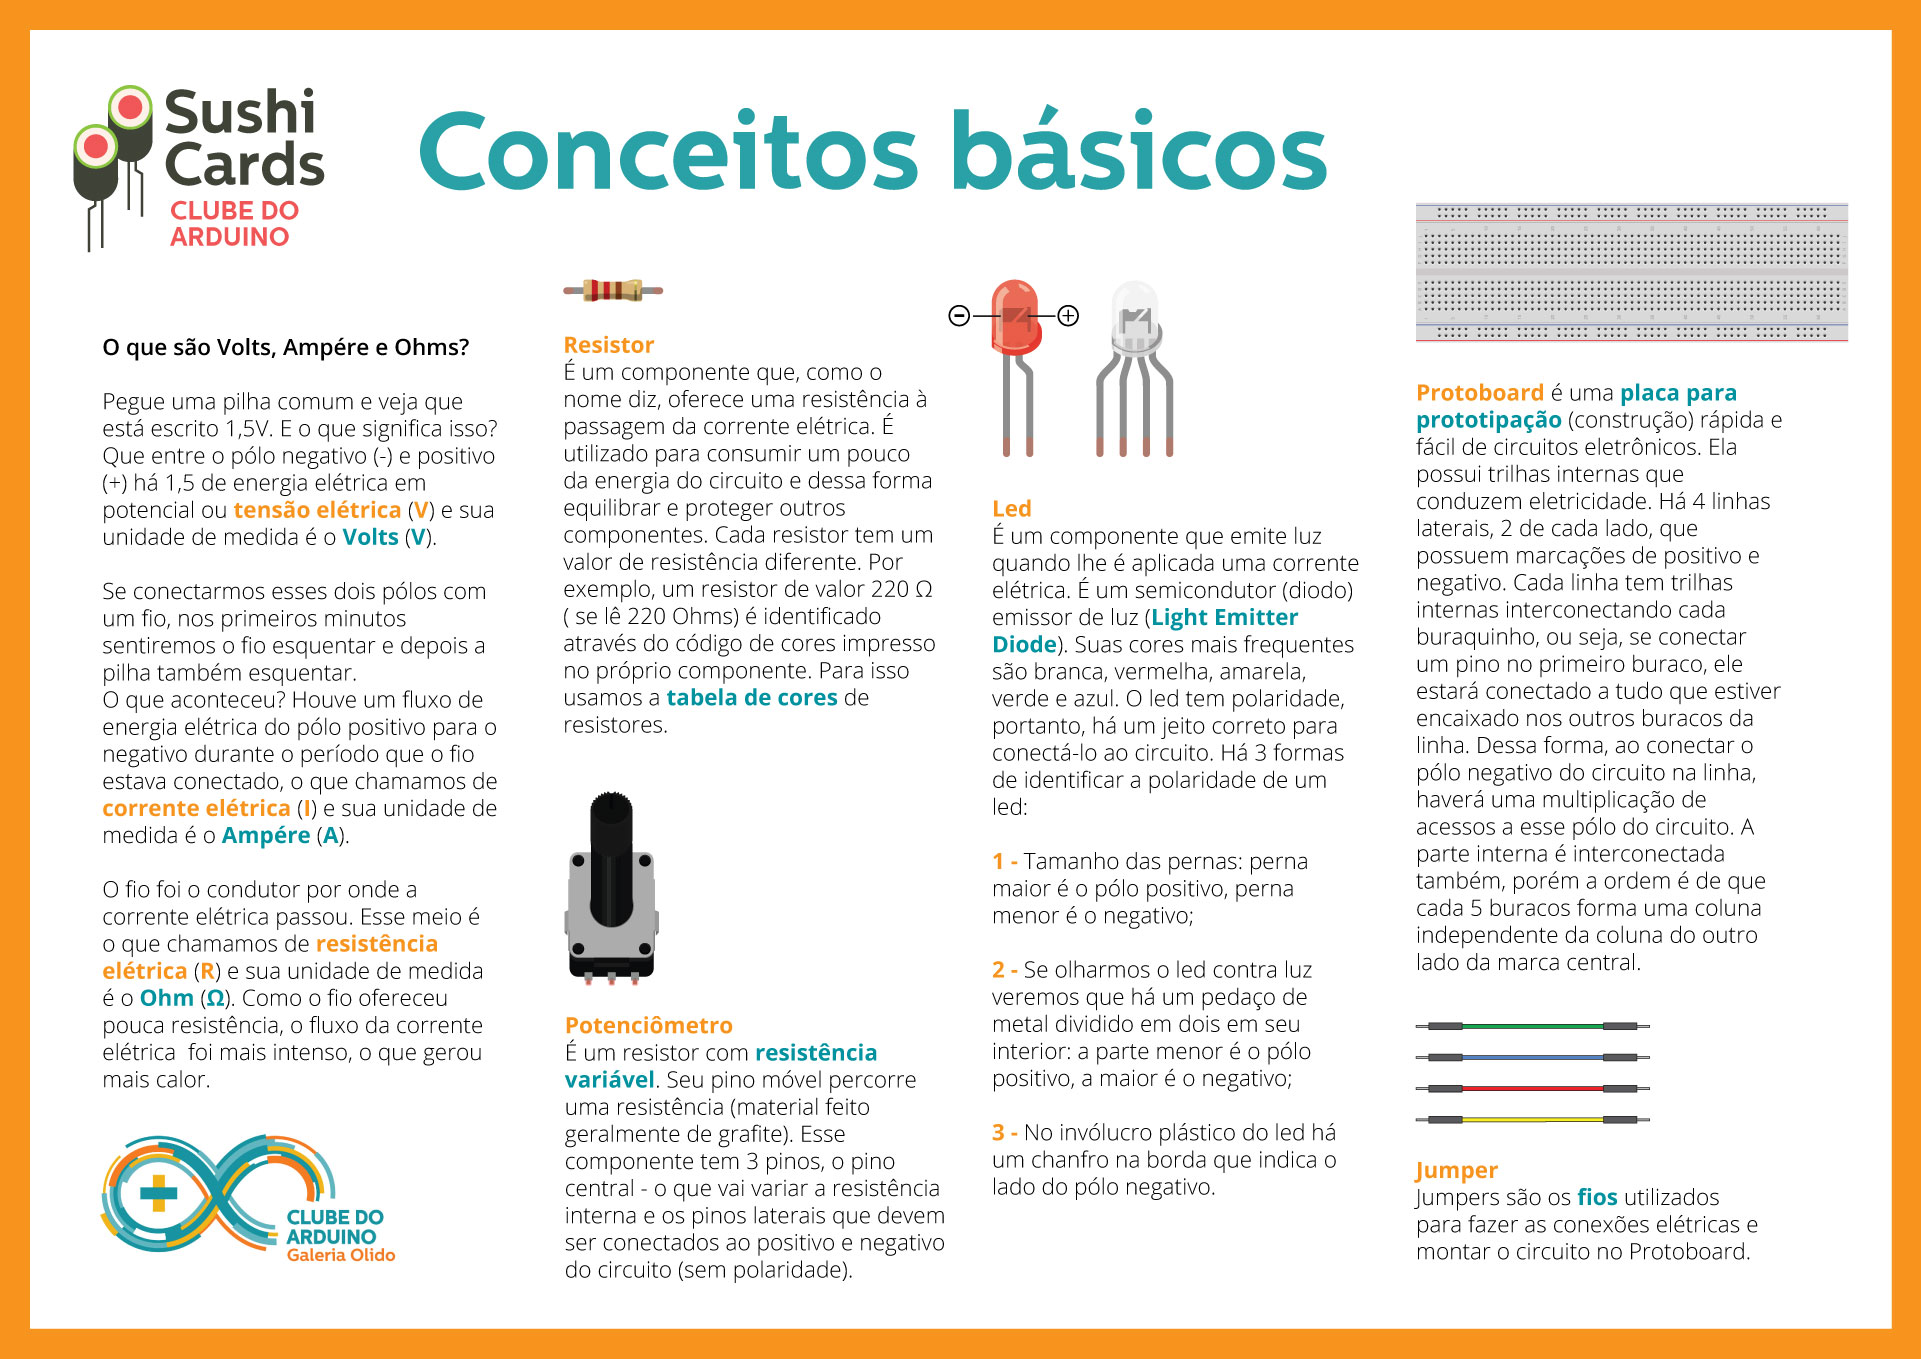 Sushi
Cards
CLUBE DO
ARDUINO
Conceitos básicos
O que são Volts, Ampére e Ohms?
Pegue uma pilha comum e veja que
está escrito 1,5V. E o que significa isso?
Que entre o pólo negativo (-) e positivo
(+) há 1,5 de energia elétrica em
potencial ou tensão elétrica (V) e sua
unidade de medida é o Volts (V).
Se conectarmos esses dois pólos com
um fio, nos primeiros minutos
sentiremos o fio esquentar e depois a
pilha também esquentar.
O que aconteceu? Houve um fluxo de
energia elétrica do pólo positivo para o
negativo durante o período que o fio
estava conectado, o que chamamos de
corrente elétrica (I) e sua unidade de
medida é o Ampére (A).
O fio foi o condutor por onde a
corrente elétrica passou. Esse meio é
o que chamamos de resistência
elétrica (R) e sua unidade de medida
é o Ohm (Ω). Como o fio ofereceu
pouca resistência, o fluxo da corrente
elétrica  foi mais intenso, o que gerou
mais calor.
CLUBE DO
ARDUINO
Galeria Olido
Resistor
É um componente que, como o
nome diz, oferece uma resistência à
passagem da corrente elétrica. É
utilizado para consumir um pouco
da energia do circuito e dessa forma
equilibrar e proteger outros
componentes. Cada resistor tem um
valor de resistência diferente. Por
exemplo, um resistor de valor 220 Ω
( se lê 220 Ohms) é identificado
através do código de cores impresso
no próprio componente. Para isso
usamos a tabela de cores de
resistores.
Potenciômetro
É um resistor com resistência
variável. Seu pino móvel percorre
uma resistência (material feito
geralmente de grafite). Esse
componente tem 3 pinos, o pino
central - o que vai variar a resistência
interna e os pinos laterais que devem
ser conectados ao positivo e negativo
do circuito (sem polaridade).
- +
Led
É um componente que emite luz
quando lhe é aplicada uma corrente
elétrica. É um semicondutor (diodo)
emissor de luz (Light Emitter
Diode). Suas cores mais frequentes
são branca, vermelha, amarela,
verde e azul. O led tem polaridade,
portanto, há um jeito correto para
conectá-lo ao circuito. Há 3 formas
de identificar a polaridade de um
led:
1 - Tamanho das pernas: perna
maior é o pólo positivo, perna
menor é o negativo;
2 - Se olharmos o led contra luz
veremos que há um pedaço de
metal dividido em dois em seu
interior: a parte menor é o pólo
positivo, a maior é o negativo;
3 - No invólucro plástico do led há
um chanfro na borda que indica o
lado do pólo negativo.
Protoboard é uma placa para
prototipação (construção) rápida e
fácil de circuitos eletrônicos. Ela
possui trilhas internas que
conduzem eletricidade. Há 4 linhas
laterais, 2 de cada lado, que
possuem marcações de positivo e
negativo. Cada linha tem trilhas
internas interconectando cada
buraquinho, ou seja, se conectar
um pino no primeiro buraco, ele
estará conectado a tudo que estiver
encaixado nos outros buracos da
linha. Dessa forma, ao conectar o
pólo negativo do circuito na linha,
haverá uma multiplicação de
acessos a esse pólo do circuito. A
parte interna é interconectada
também, porém a ordem é de que
cada 5 buracos forma uma coluna
independente da coluna do outro
lado da marca central.
Jumper
Jumpers são os fios utilizados
para fazer as conexões elétricas e
montar o circuito no Protoboard.